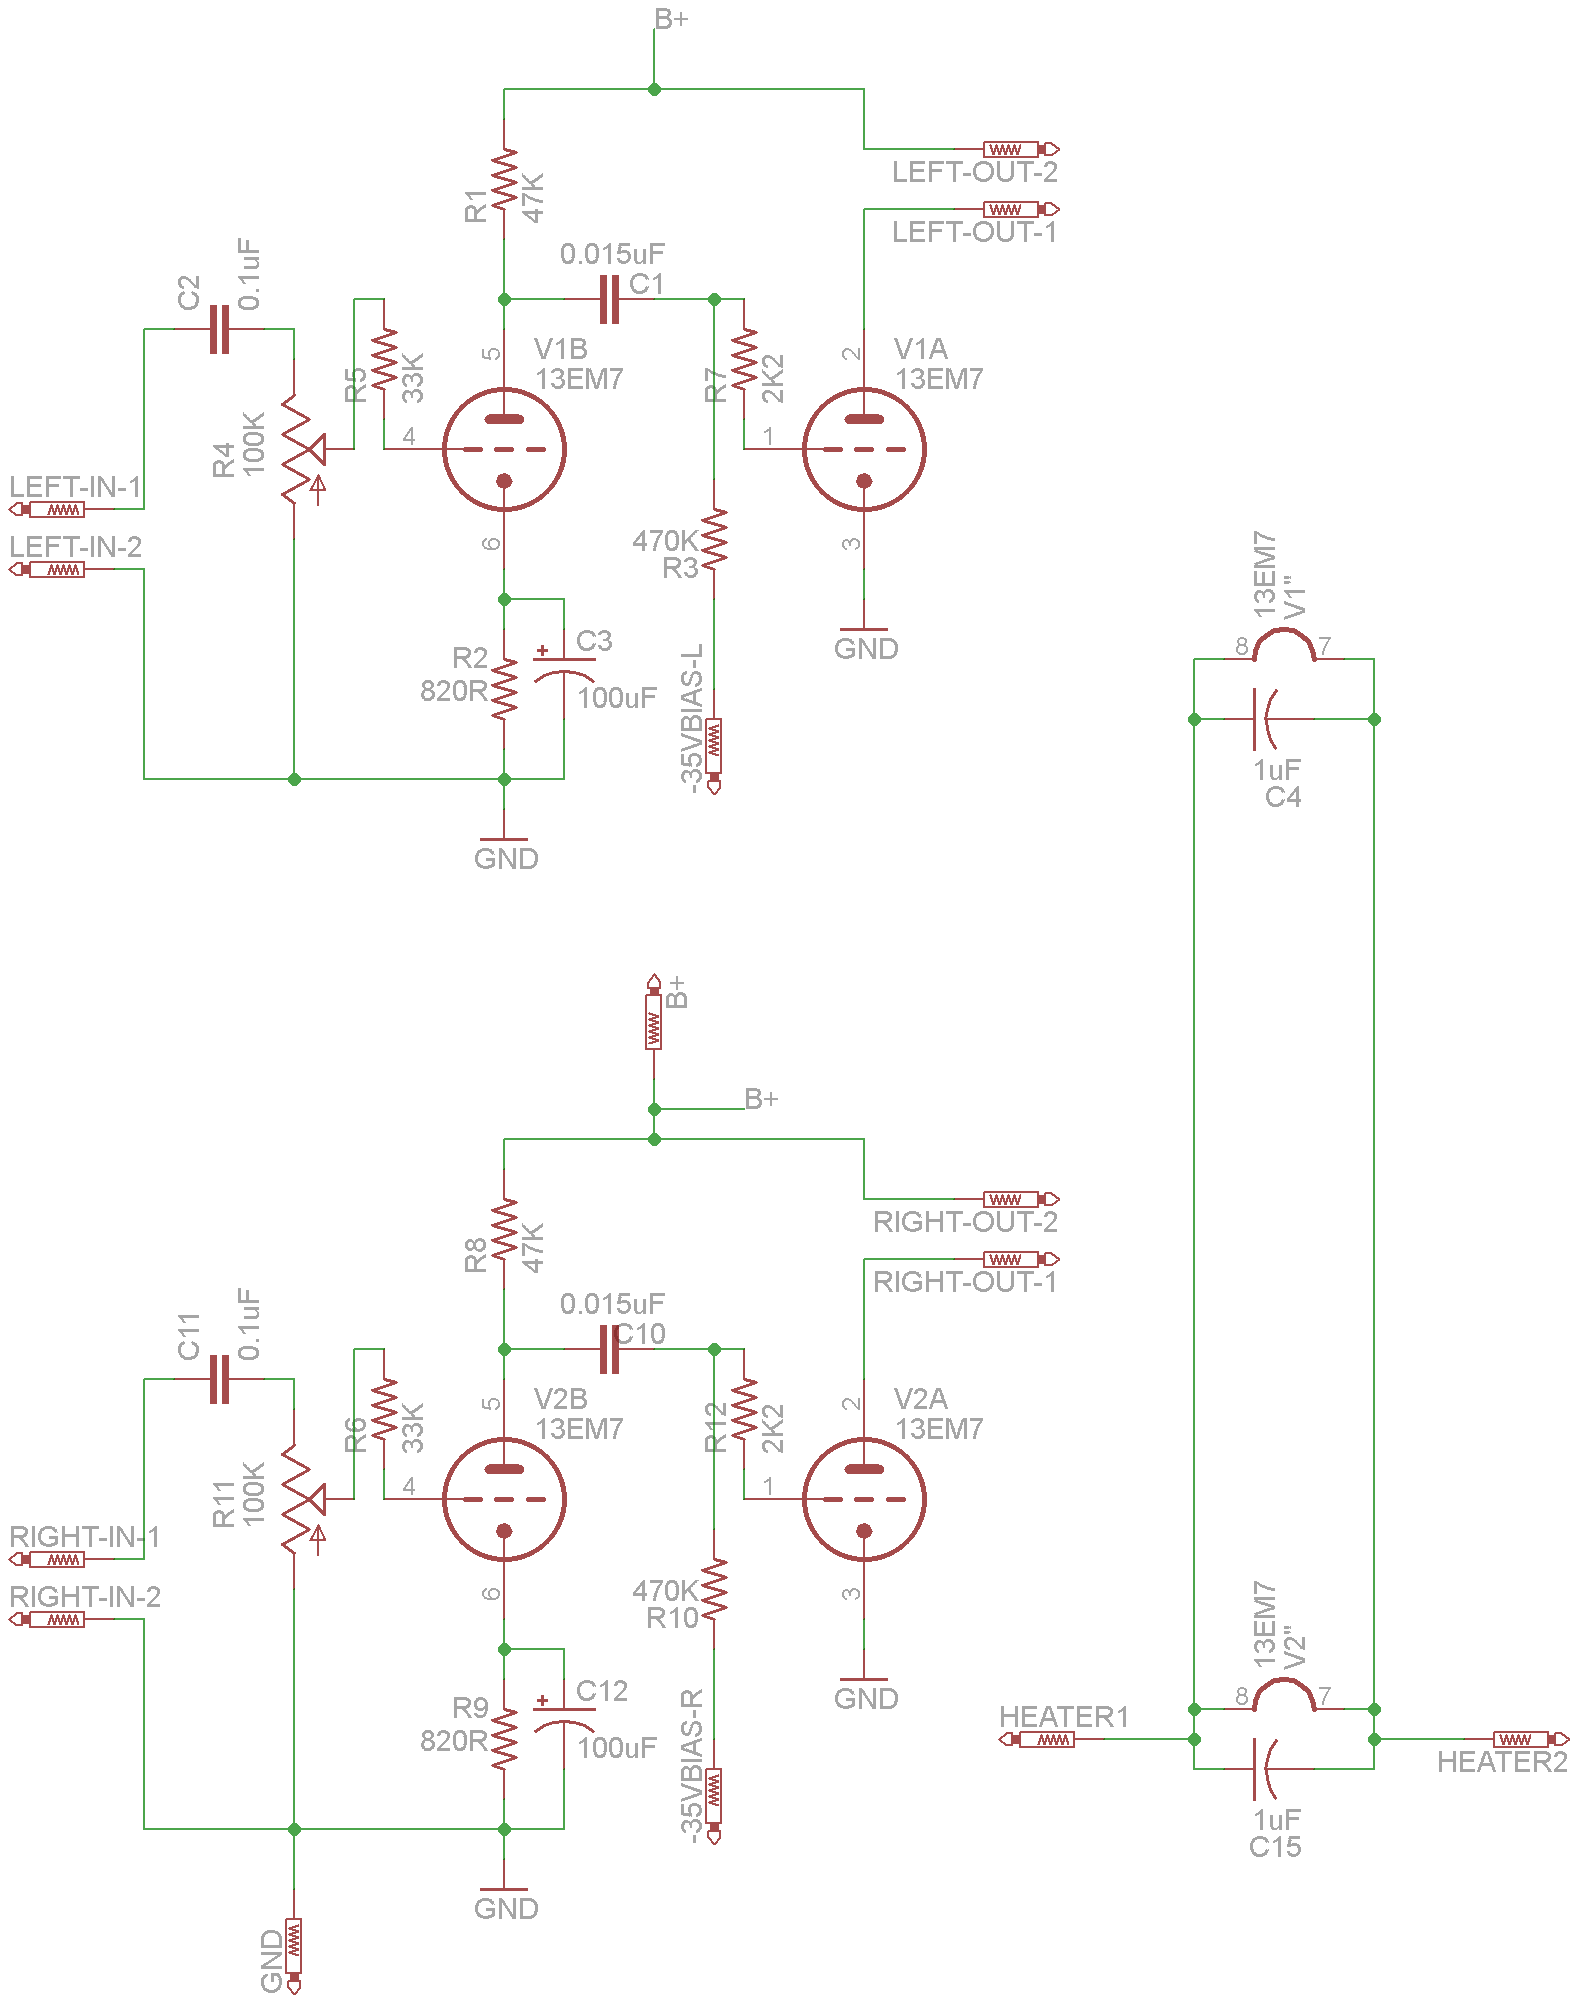 B+
LEFT-OUT-2
LEFT-OUT-1
R1
47K
0.015uF
C1
C2
0.1uF
R5
33K
5
V1B
13EM7
R7
2K2
2
V1A
13EM7
R4
100K
4
1
LEFT-IN-1
LEFT-IN-2
6
470K
R3
3
GND
R2
820R
C3
100uF
-35VBIAS-L
GND
13EM7
V1"
8
7
1uF
C4
B+
B+
RIGHT-OUT-2
RIGHT-OUT-1
R8
47K
0.015uF
C10
C11
0.1uF
R6
33K
5
V2B
13EM7
R12
2K2
2
V2A
13EM7
R11
100K
4
1
RIGHT-IN-1
RIGHT-IN-2
6
470K
R10
3
GND
R9
820R
C12
100uF
-35VBIAS-R
GND
GND
13EM7
V2"
8
7
HEATER1
HEATER2
1uF
C15